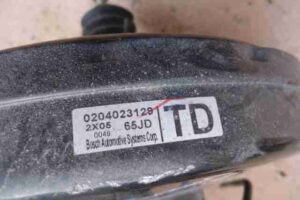 0204023129
2X05 65JD
0049
Bosch Automotive Systems Corp.
TD